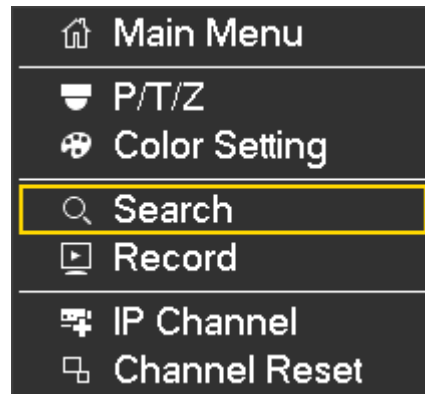 Main Menu
P/T/Z
Color Setting
Search
Record
IP Channel
Channel Reset